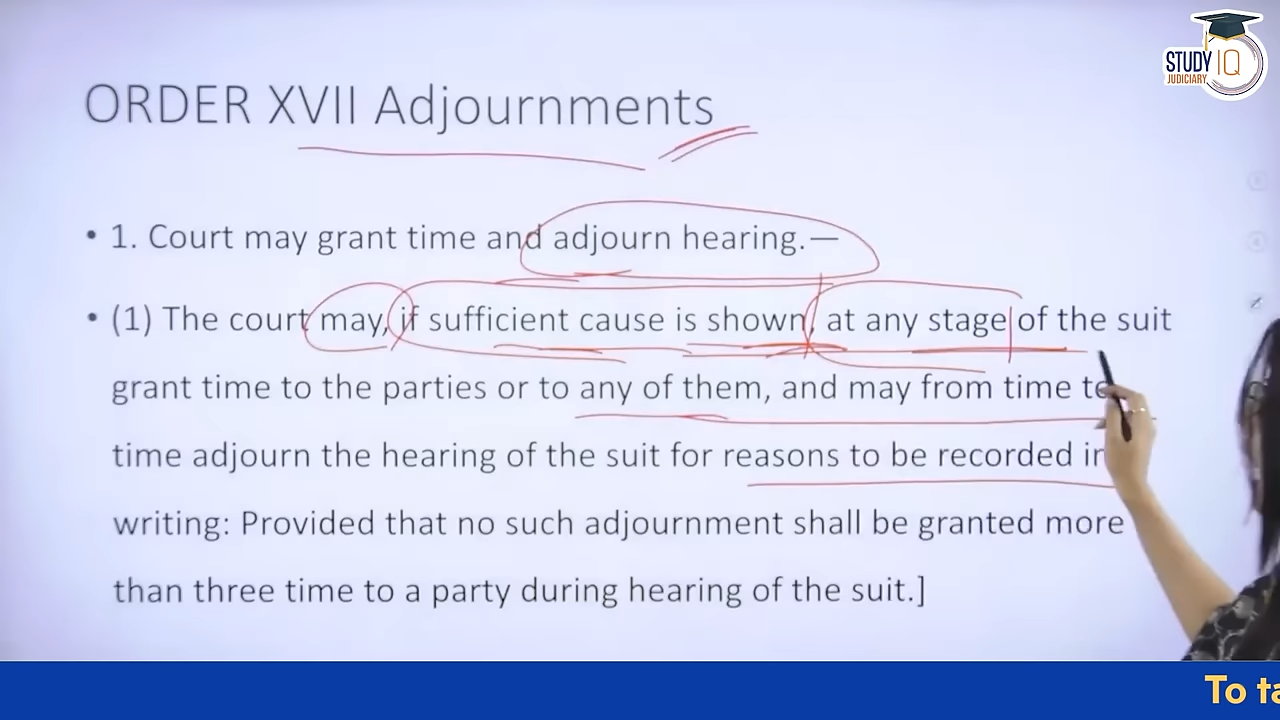 STUDY IQ
JUDICIARY
ORDER XVII Adjournments
• 1. Court may grant time and adjourn hearing.—
• (1) The court may, if sufficient cause is shown, at any stage of the suit
grant time to the parties or to any of them, and may from time to
time adjourn the hearing of the suit for reasons to be recorded in
writing: Provided that no such adjournment shall be granted more
than three time to a party during hearing of the suit.]
To ta